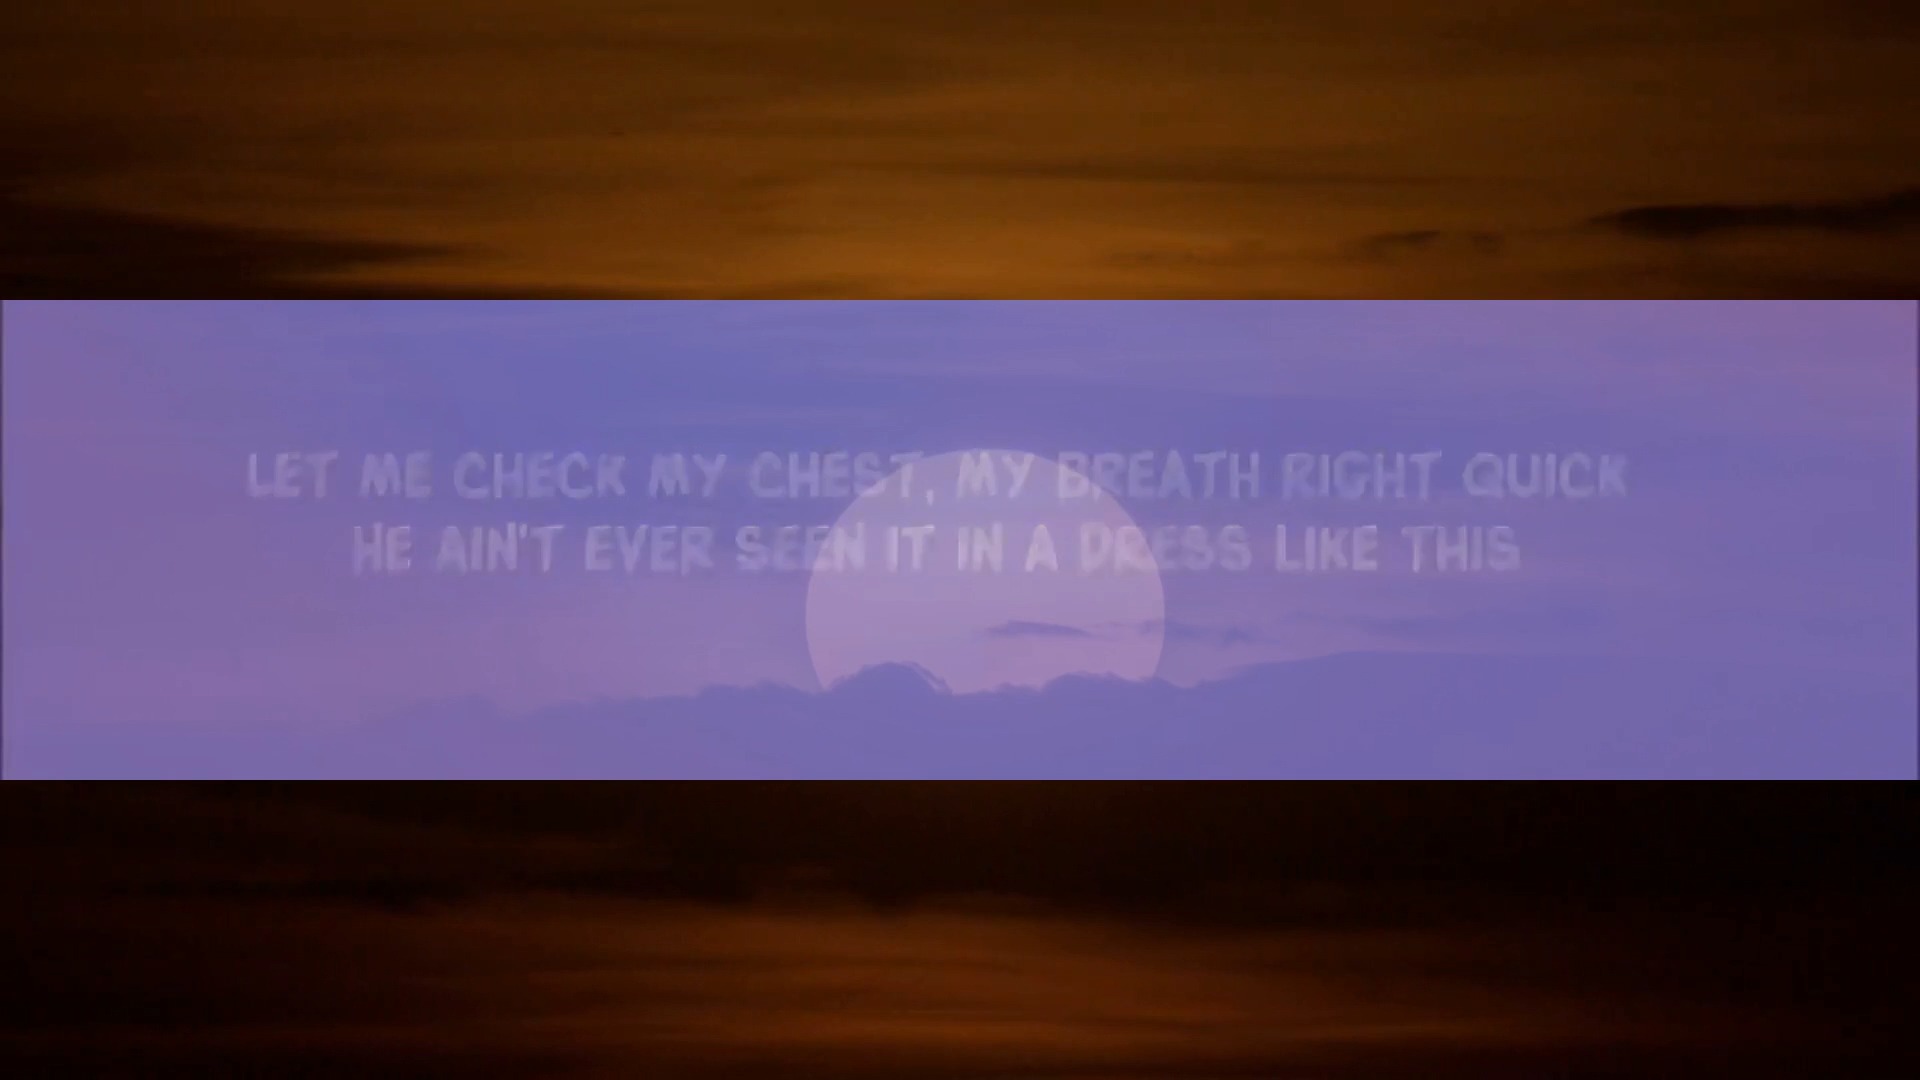 LET ME CHECK MY CHEST, MY BREATH RIGHT QUICK
HE AIN'T EVER SEEN IT IN A DRESS LIKE THIS